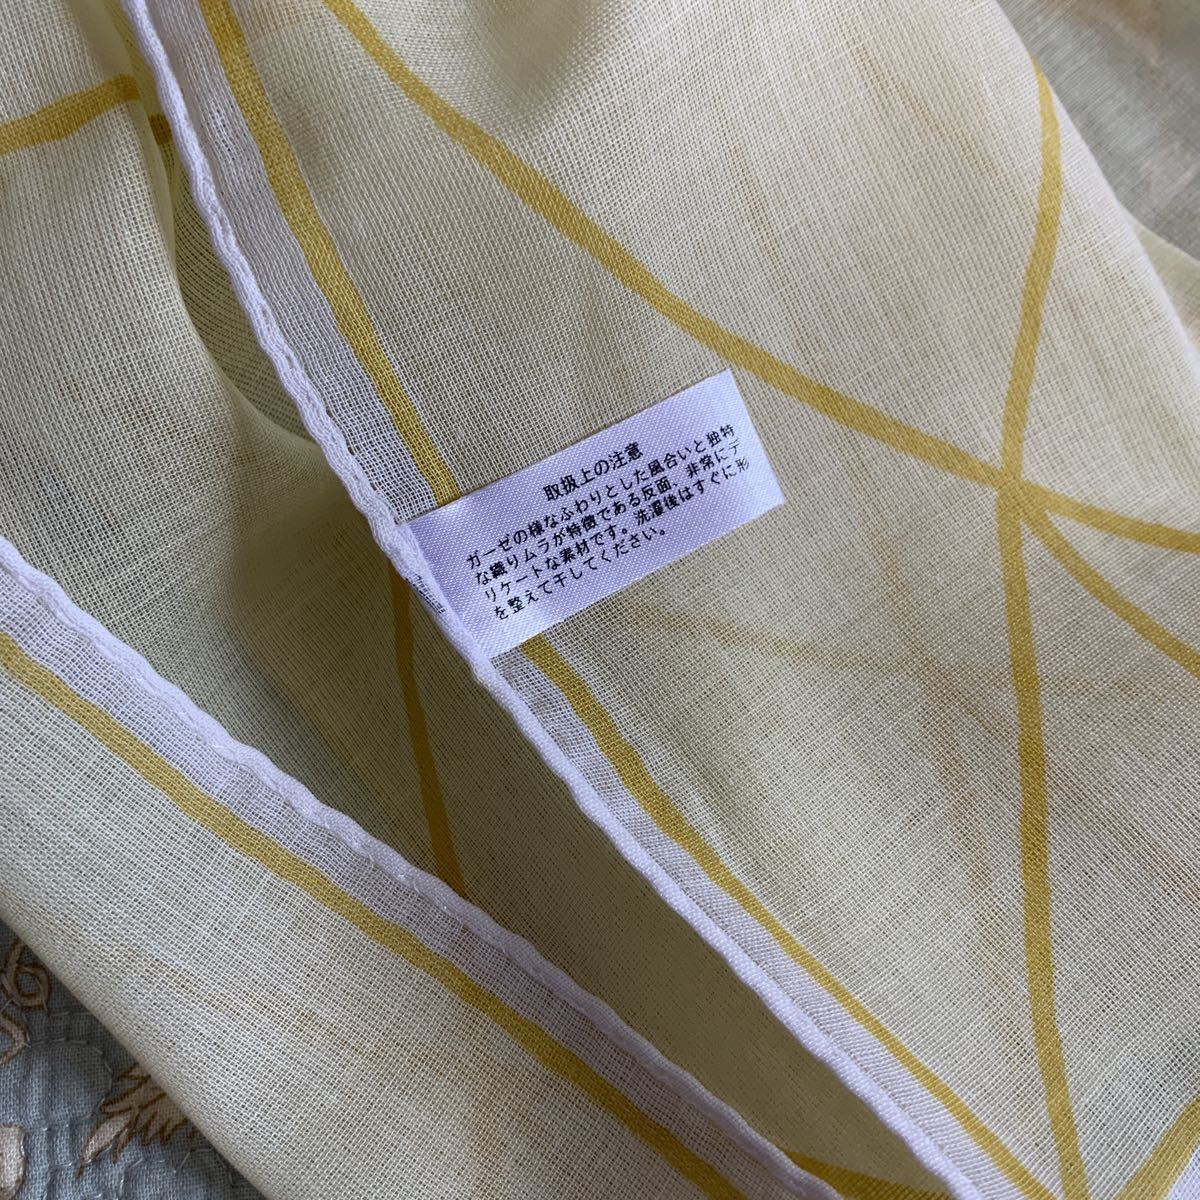 取扱上の注意
ガーゼの様なふわりとした風合いと独特
な織りムラが特徴である反面、非常にデ
リケートな素材です。洗濯後はすぐに形
を整えて干してください。